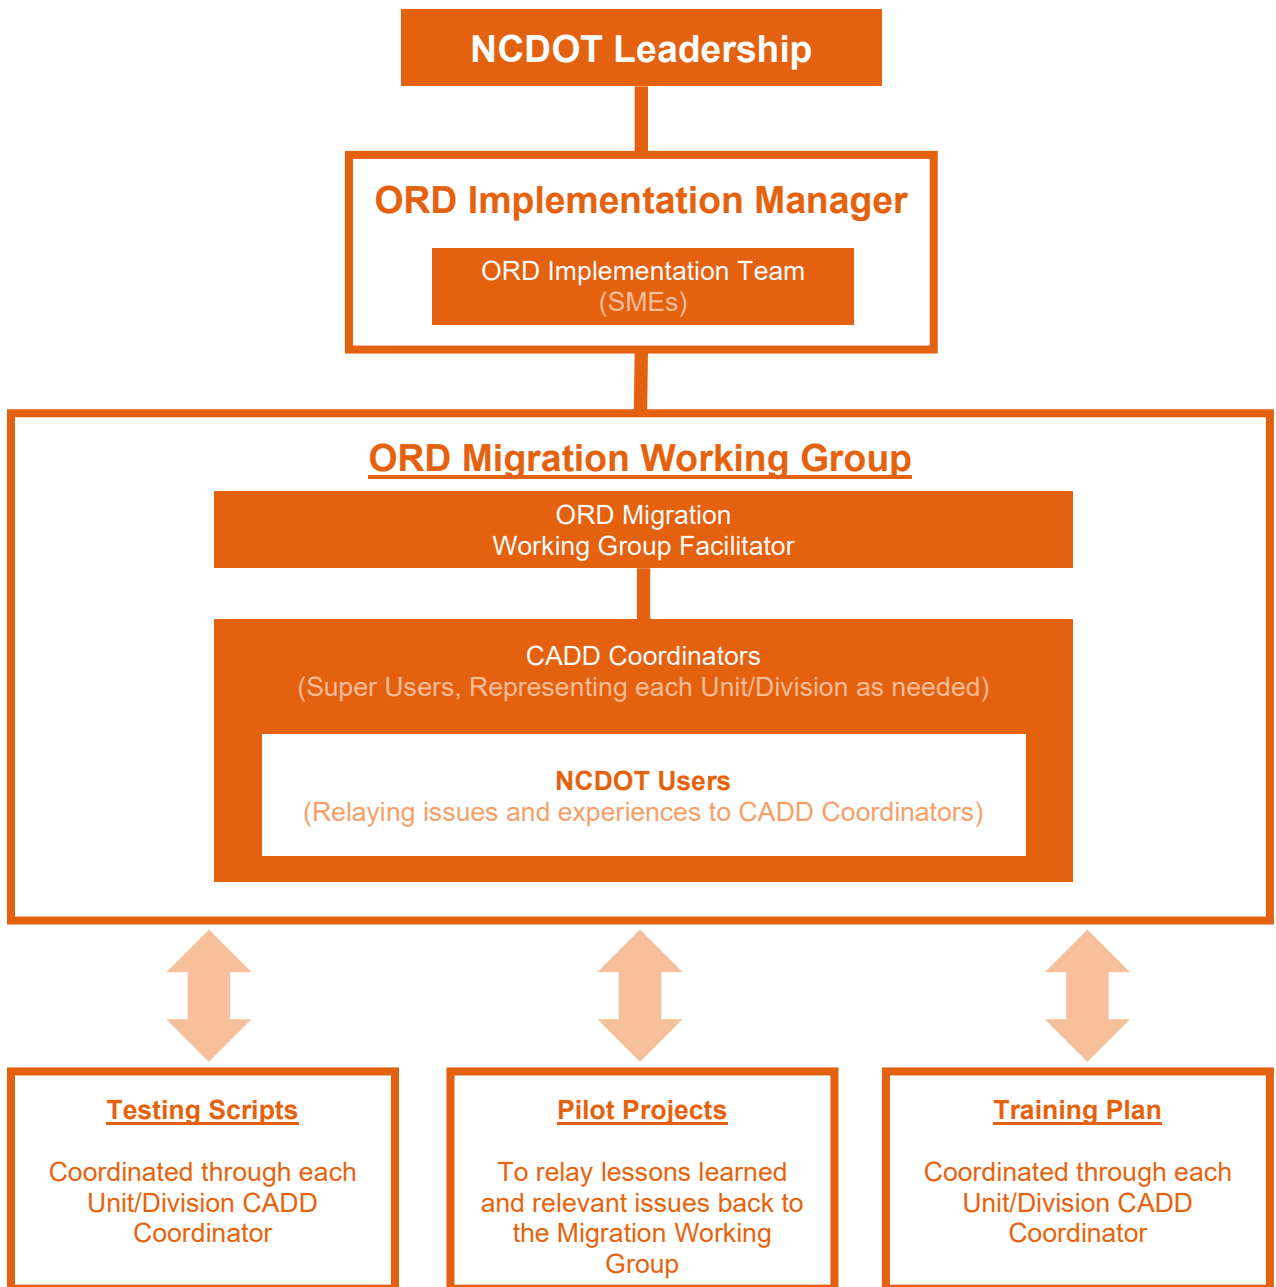 NCDOT Leadership
ORD Implementation Manager
ORD Implementation Team
(SMEs)
ORD Migration Working Group
ORD Migration
Working Group Facilitator
CADD Coordinators
(Super Users, Representing each Unit/Division as needed)
NCDOT Users
(Relaying issues and experiences to CADD Coordinators)
Testing Scripts
Coordinated through each
Unit/Division CADD
Coordinator
Pilot Projects
To relay lessons learned
and relevant issues back to
the Migration Working
Group
Training Plan
Coordinated through each
Unit/Division CADD
Coordinator